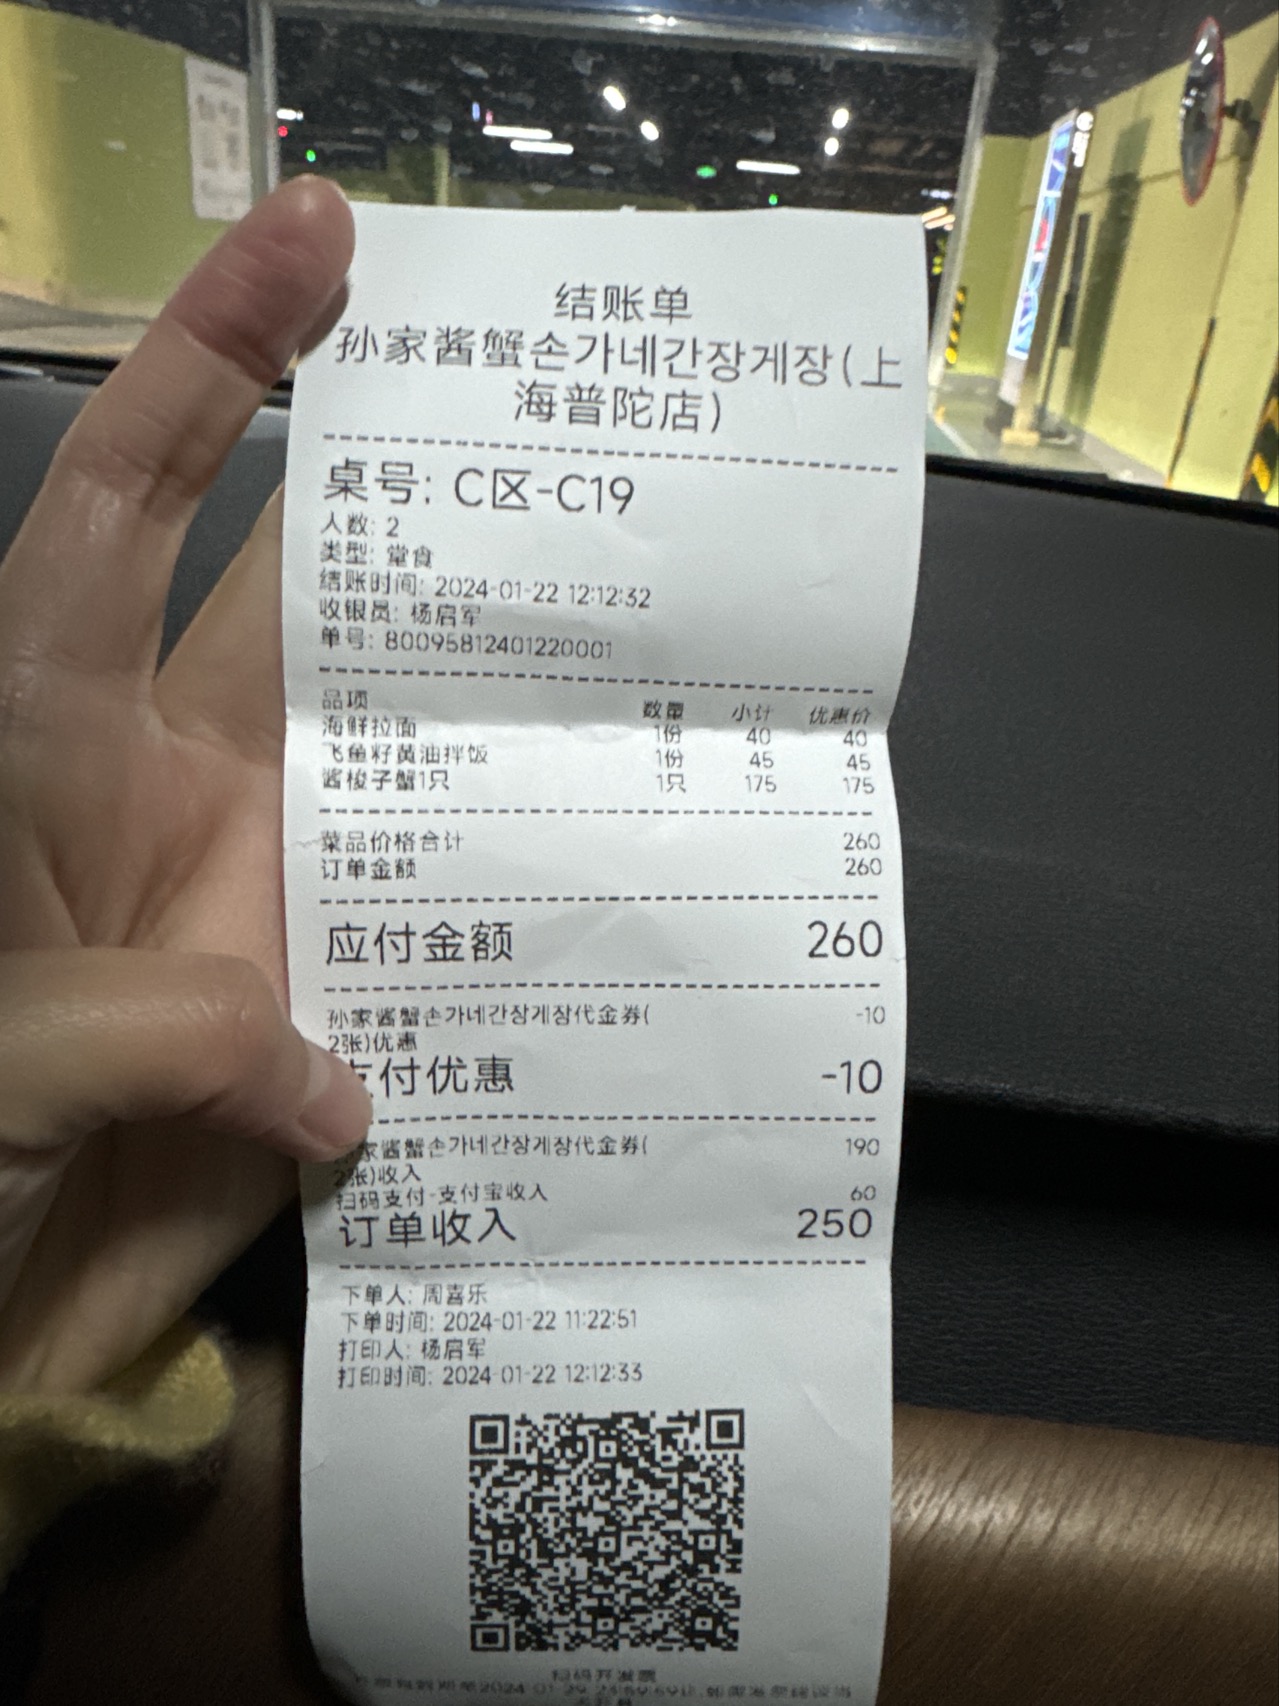 结账单
孙家酱蟹손가네간장게장(上
海普陀店)
桌号: C区-C19
人数: 2
类型: 堂食
结账时间: 2024-01-22 12:12:32
收银员: 杨启军
单号: 80095812401220001
品项 数量 小计 优惠价
海鲜拉面 1份 40 40
飞鱼籽黄油拌饭 1份 45 45
酱梭子蟹1只 1只 175 175
菜品价格合计 260
订单金额 260
应付金额 260
孙家酱蟹손가네간장게장代金券( -10
2张)优惠
支付优惠 -10
家酱蟹손가네간장게장代金券( 190
2张)收入
扫码支付-支付宝收入 60
订单收入 250
下单人: 周喜乐
下单时间: 2024-01-22 11:22:51
打印人: 杨启军
打印时间: 2024-01-22 12:12:33
扫码开发票